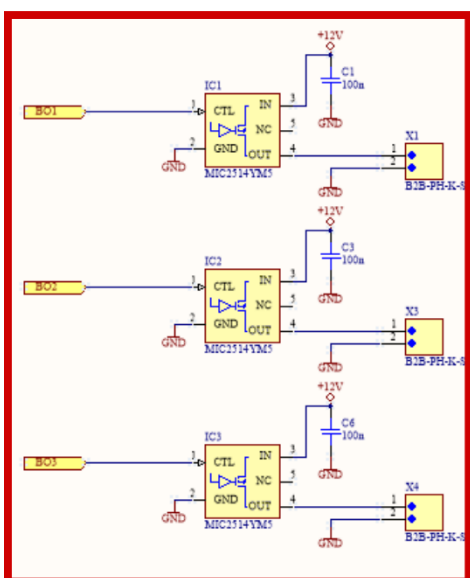 +12V
IC1
C1
100n
BO1
1
CTL
IN
3
GND
X1
NC
5
2
GND
OUT
4
1
2
GND
MIC2514YM5
GND
B2B-PH-K-S
+12V
IC2
C3
100n
BO2
1
CTL
IN
3
GND
X3
NC
5
2
GND
OUT
4
1
2
GND
MIC2514YM5
GND
B2B-PH-K-S
+12V
IC3
C6
100n
BO3
1
CTL
IN
3
GND
X4
NC
5
2
GND
OUT
4
1
2
GND
MIC2514YM5
GND
B2B-PH-K-S